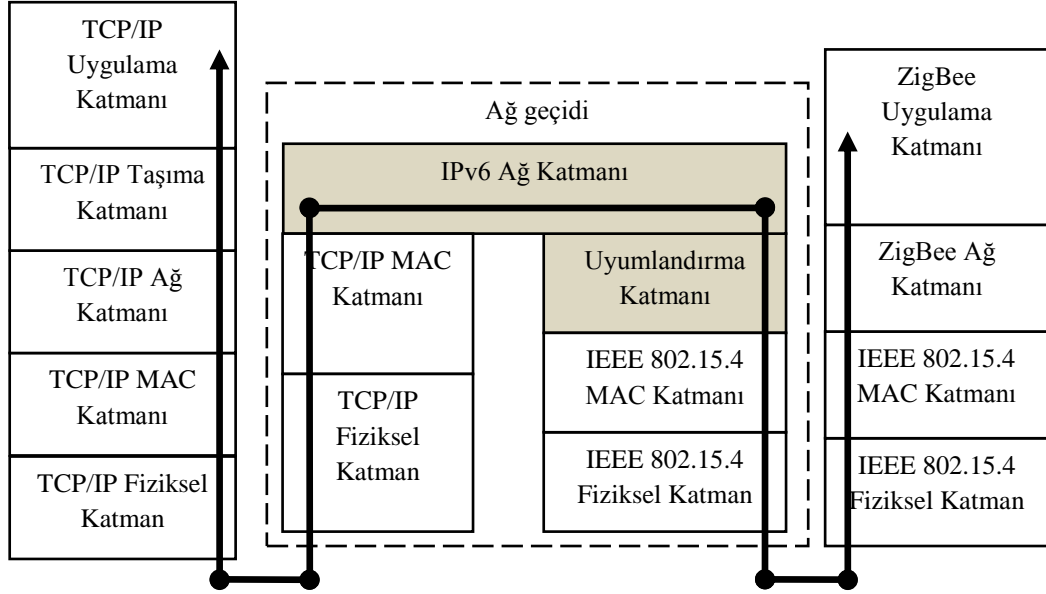 TCP/IP
Uygulama
Katmanı
TCP/IP Taşıma
Katmanı
TCP/IP Ağ
Katmanı
TCP/IP MAC
Katmanı
TCP/IP Fiziksel
Katman
Ağ geçidi
IPv6 Ağ Katmanı
TCP/IP MAC
Katmanı
TCP/IP
Fiziksel
Katman
Uyumlandırma
Katmanı
IEEE 802.15.4
MAC Katmanı
IEEE 802.15.4
Fiziksel Katman
ZigBee
Uygulama
Katmanı
ZigBee Ağ
Katmanı
IEEE 802.15.4
MAC Katmanı
IEEE 802.15.4
Fiziksel Katman